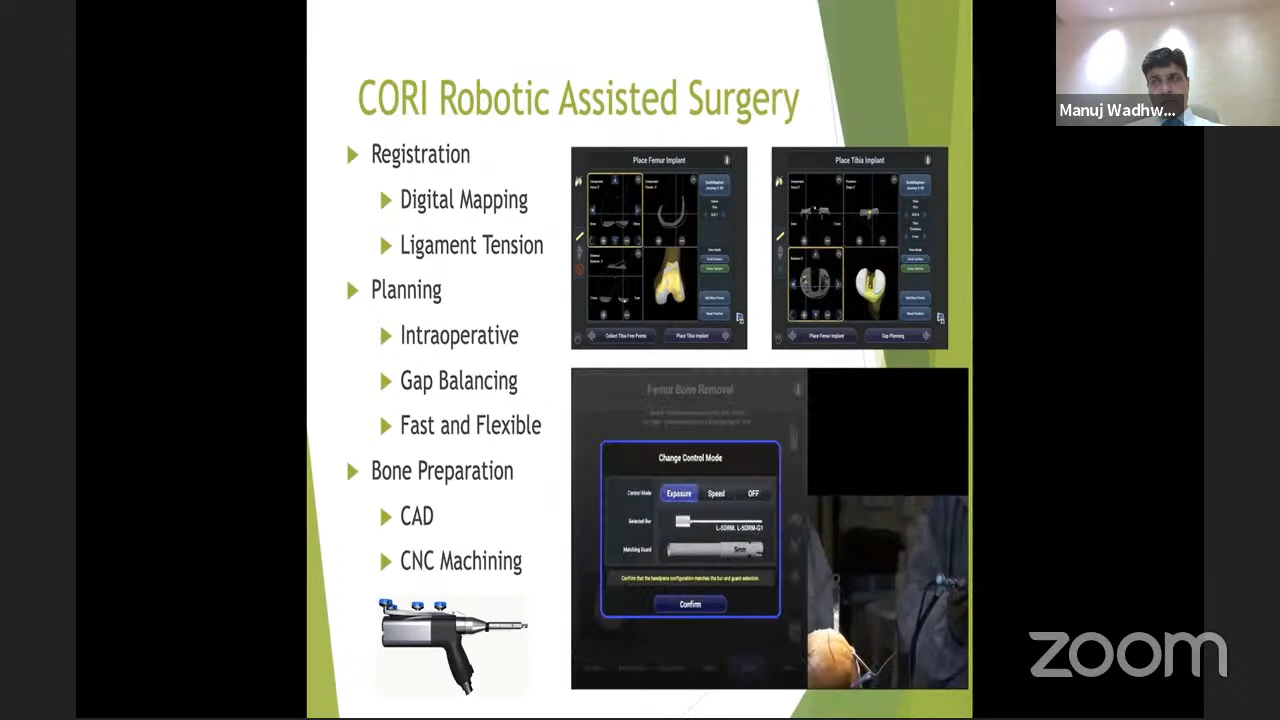 CORI Robotic Assisted Surgery
Registration
Digital Mapping
Ligament Tension
Planning
Intraoperative
Gap Balancing
Fast and Flexible
Bone Preparation
CAD
CNC Machining
Place Femur Implant
Collect Tibia Free Points
Place Tibia Implant
Place Tibia Implant
Place Femur Implant
Gap Planning
Femur Bone Removal
Change Control Mode
Control Mode Exposure Speed OFF
Selected Bur
L-5DRM, L-5DRM-G1
Matching Guard 5mm
Confirm that the handpiece configuration matches the bur and guard selection.
Confirm
Manuj Wadhw...
zoom